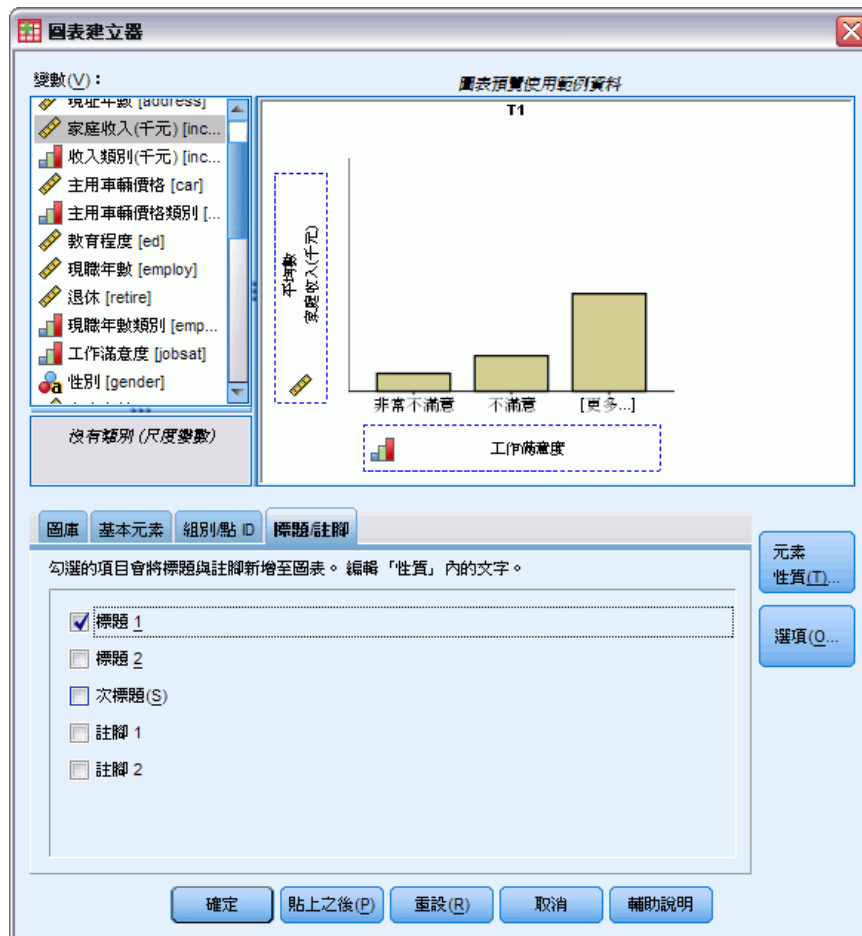 圖表建立器
變數(V)：
現址年數 [address]
家庭收入(千元) [inc...
收入類別(千元) [inc...
主用車輛價格 [car]
主用車輛價格類別 [...
教育程度 [ed]
現職年數 [employ]
退休 [retire]
現職年數類別 [emp...
工作滿意度 [jobsat]
性別 [gender]
沒有類別 (尺度變數)
圖表預覽使用範例資料
T1
平均數
家庭收入(千元)
非常不滿意
不滿意
[更多...]
工作滿意度
圖庫
基本元素
組別/點 ID
標題/註腳
勾選的項目會將標題與註腳新增至圖表。編輯「性質」內的文字。
標題 1
標題 2
次標題(S)
註腳 1
註腳 2
元素
性質(T)...
選項(O...
確定
貼上之後(P)
重設(R)
取消
輔助說明